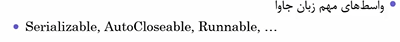 • واسط‌های مهم زبان جاوا
• Serializable, AutoCloseable, Runnable, …